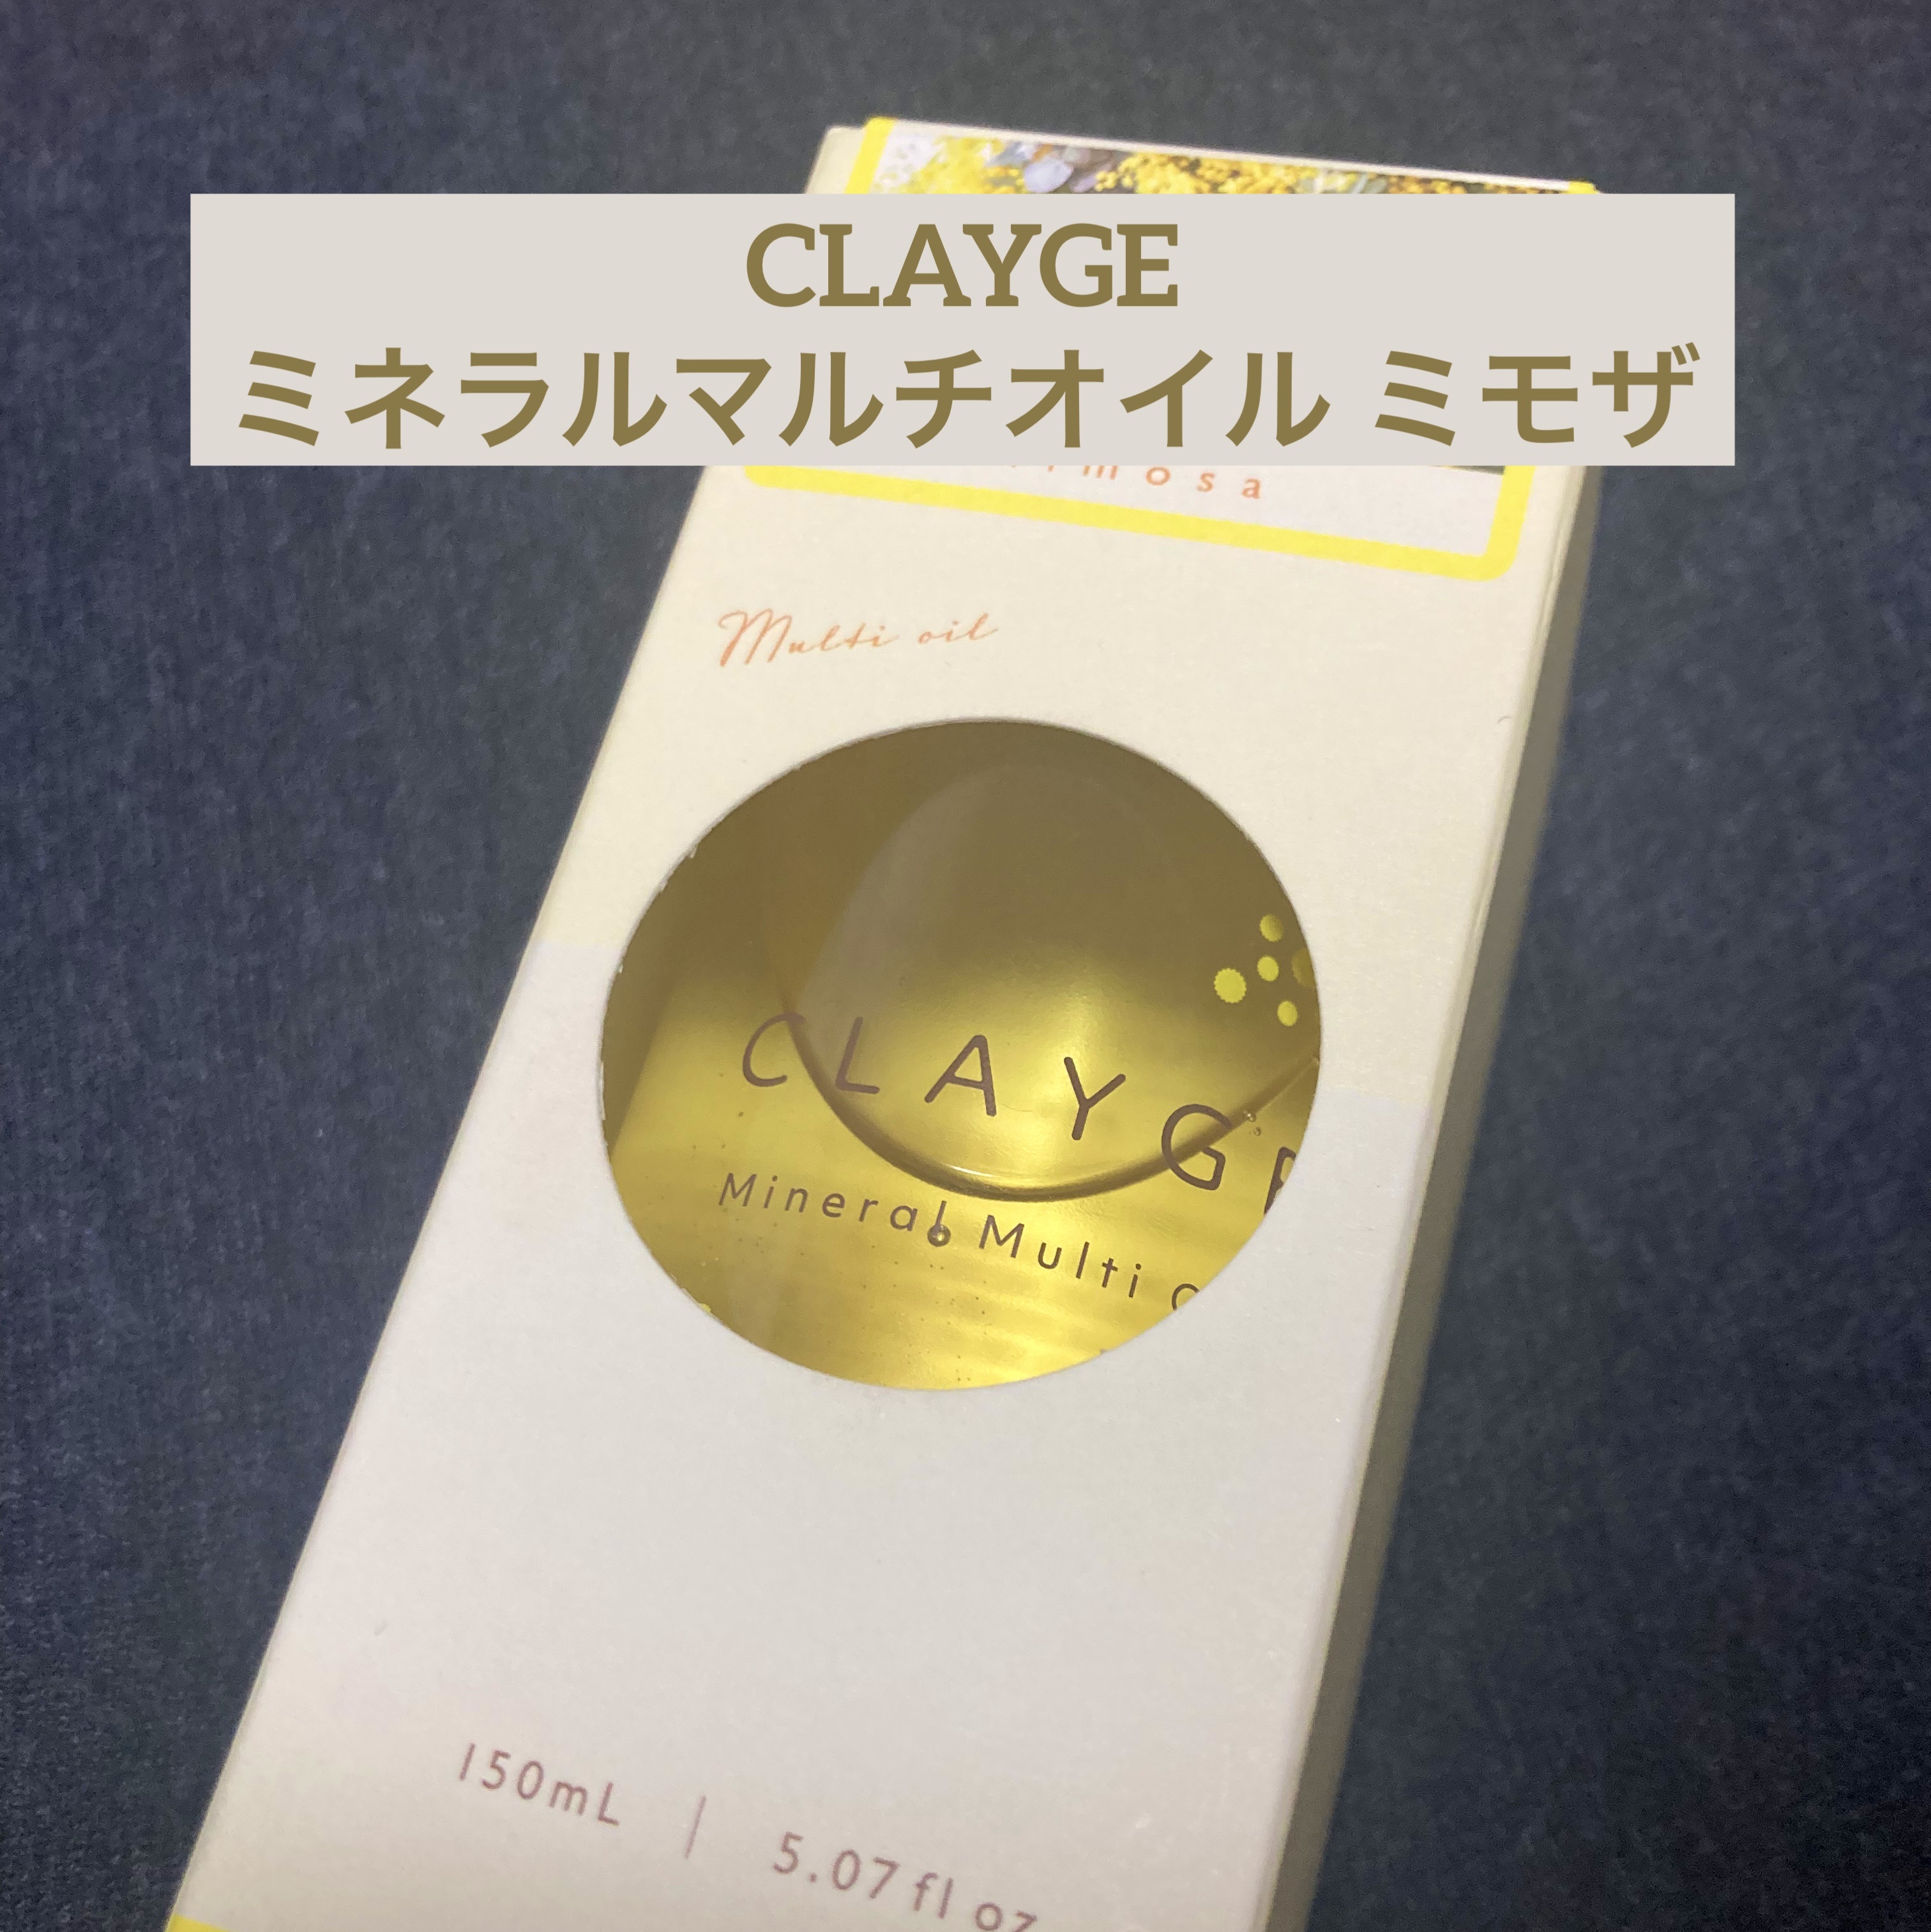 CLAYGE
ミネラルマルチオイル ミモザ
mosa
Multi oil
CLAYGE
Mineral Multi O
150mL | 5.07 fl oz